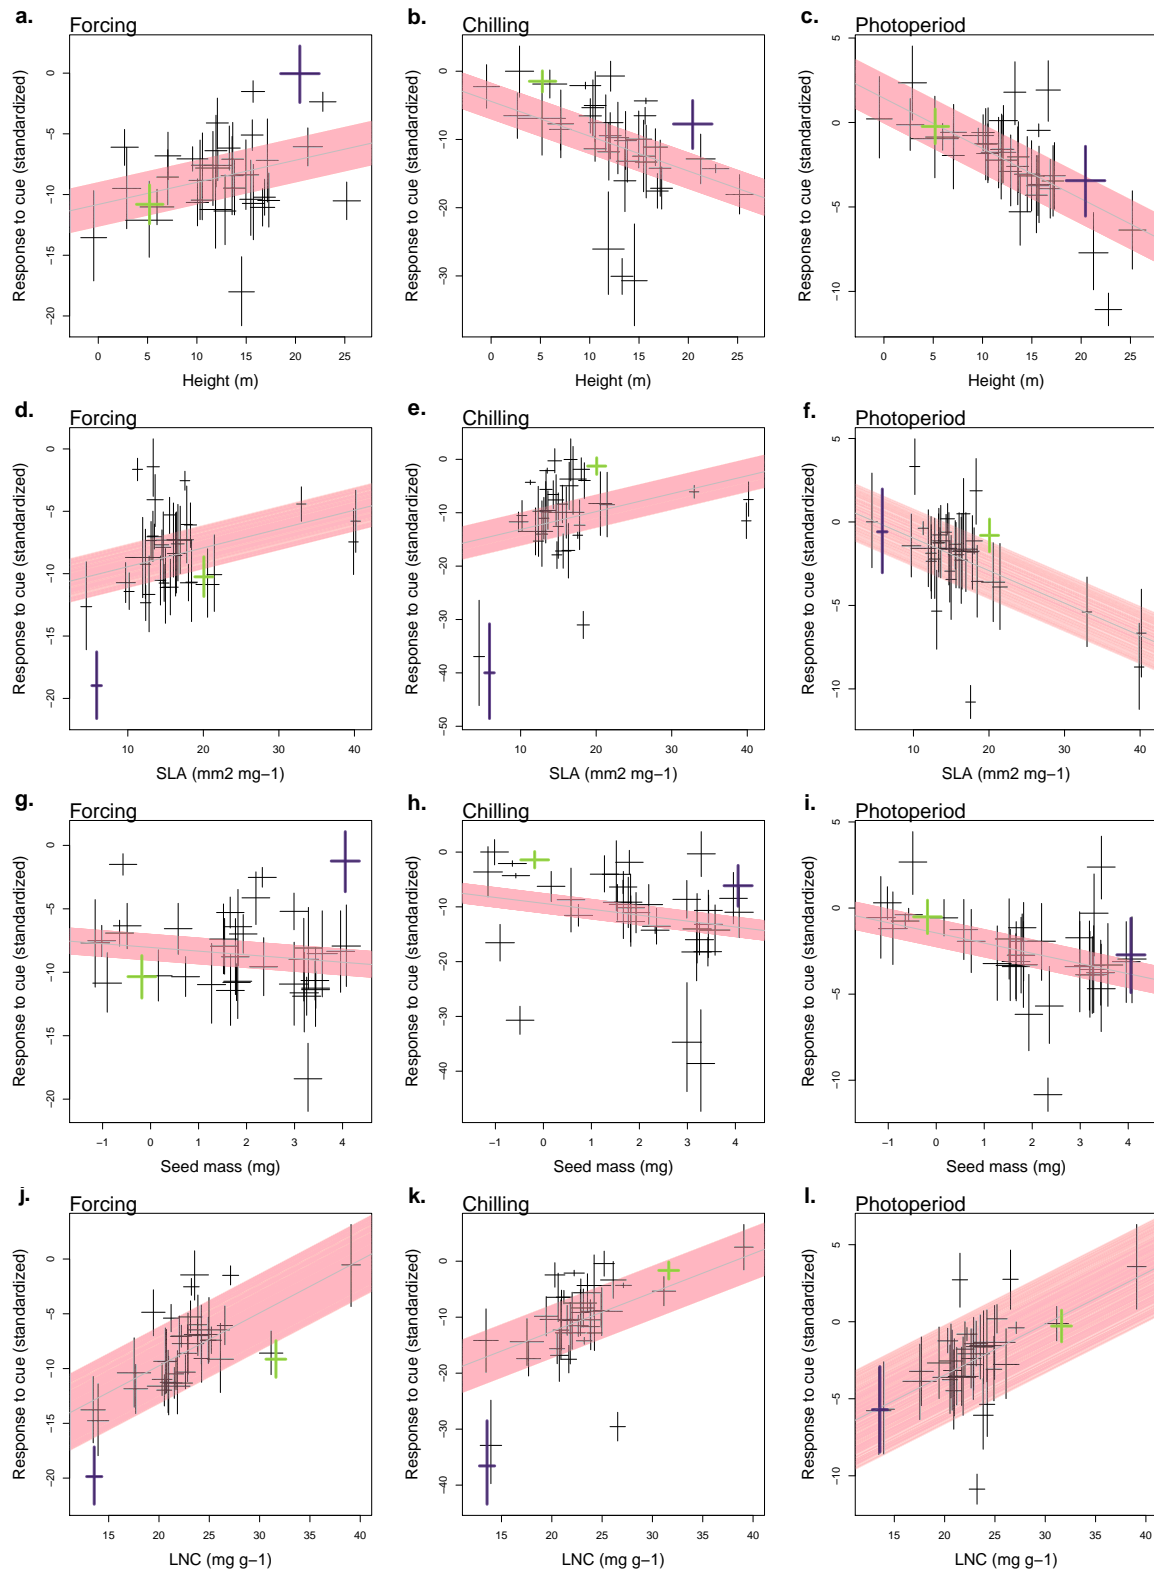 a. Forcing
b. Chilling
c. Photoperiod
Response to cue (standardized)
0
−5
−10
−15
−20
0 5 10 15 20 25
Height (m)
Response to cue (standardized)
0
−10
−20
−30
0 5 10 15 20 25
Height (m)
Response to cue (standardized)
5
0
−5
−10
0 5 10 15 20 25
Height (m)
d. Forcing
e. Chilling
f. Photoperiod
Response to cue (standardized)
0
−5
−10
−15
−20
10 20 30 40
SLA (mm2 mg−1)
Response to cue (standardized)
0
−10
−20
−30
−40
−50
10 20 30 40
SLA (mm2 mg−1)
Response to cue (standardized)
5
0
−5
−10
10 20 30 40
SLA (mm2 mg−1)
g. Forcing
h. Chilling
i. Photoperiod
Response to cue (standardized)
0
−5
−10
−15
−20
−1 0 1 2 3 4
Seed mass (mg)
Response to cue (standardized)
0
−10
−20
−30
−40
−1 0 1 2 3 4
Seed mass (mg)
Response to cue (standardized)
5
0
−5
−10
−1 0 1 2 3 4
Seed mass (mg)
j. Forcing
k. Chilling
l. Photoperiod
Response to cue (standardized)
0
−5
−10
−15
−20
15 20 25 30 35 40
LNC (mg g−1)
Response to cue (standardized)
0
−10
−20
−30
−40
15 20 25 30 35 40
LNC (mg g−1)
Response to cue (standardized)
5
0
−5
−10
15 20 25 30 35 40
LNC (mg g−1)